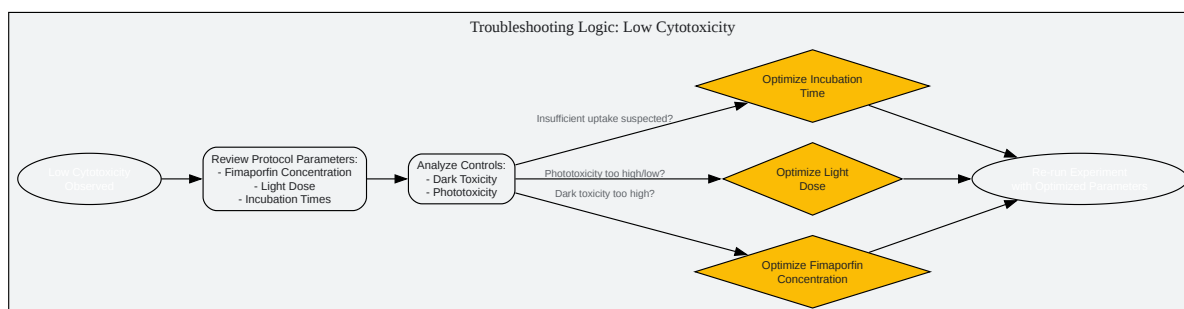 Troubleshooting Logic: Low Cytotoxicity
Low Cytotoxicity
Observed
Review Protocol Parameters:
- Fimaporfin Concentration
- Light Dose
- Incubation Times
Analyze Controls:
- Dark Toxicity
- Phototoxicity
Insufficient uptake suspected?
Phototoxicity too high/low?
Dark toxicity too high?
Optimize Incubation
Time
Optimize Light
Dose
Optimize Fimaporfin
Concentration
Re-run Experiment
with Optimized Parameters